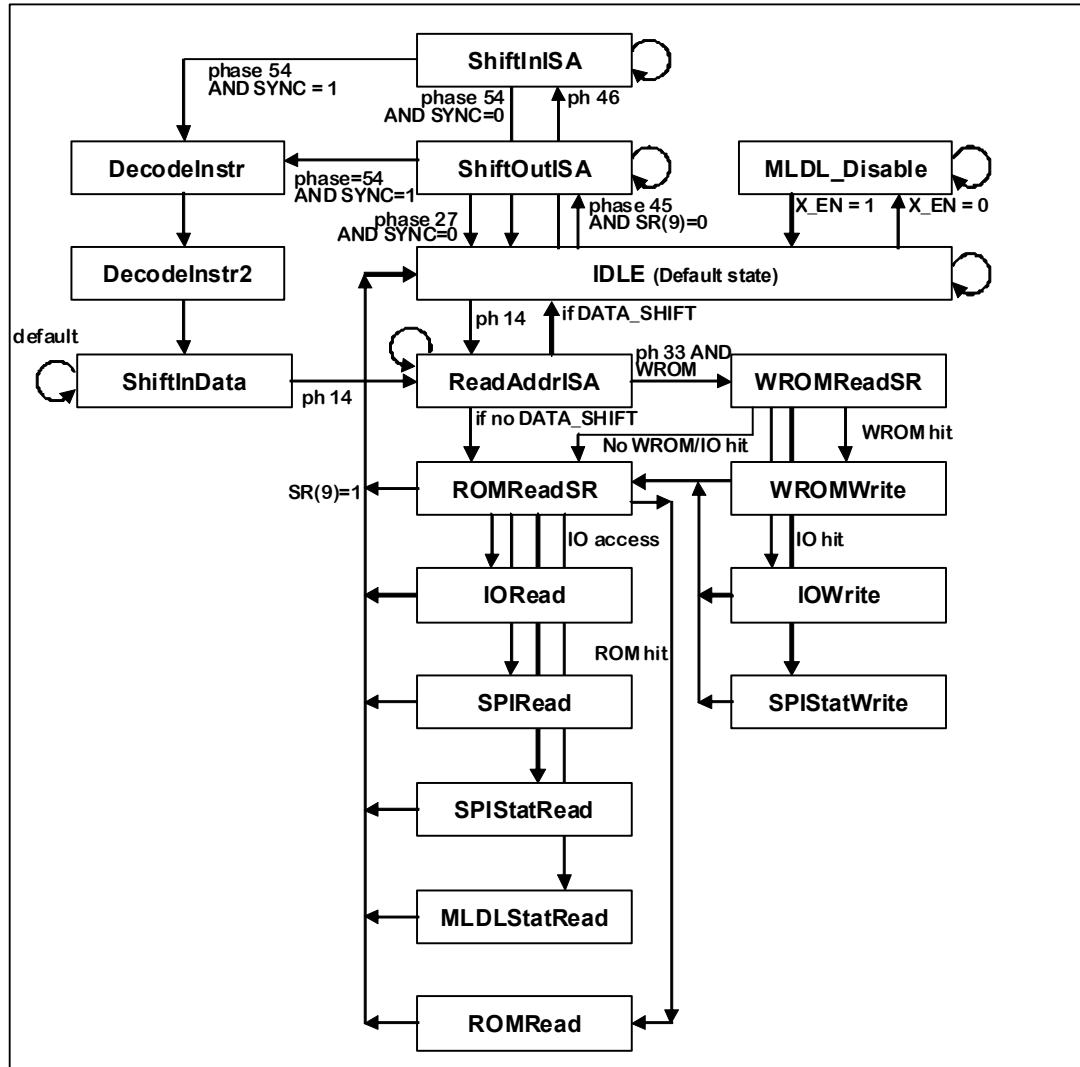 ShiftInISA
phase 54
AND SYNC = 1
phase 54
AND SYNC=0
ph 46
DecodeInstr
ShiftOutISA
MLDL_Disable
phase=54
AND SYNC=1
phase 27
AND SYNC=0
phase 45
AND SR(9)=0
X_EN = 1
X_EN = 0
DecodeInstr2
IDLE (Default state)
default
ph 14
if DATA_SHIFT
ph 33 AND
WROM
ShiftInData
ph 14
ReadAddrISA
WROMReadSR
if no DATA_SHIFT
No WROM/IO hit
WROM hit
SR(9)=1
ROMReadSR
WROMWrite
IO access
IO hit
IORead
IOWrite
ROM hit
SPIRead
SPIStatWrite
SPIStatRead
MLDLStatRead
ROMRead